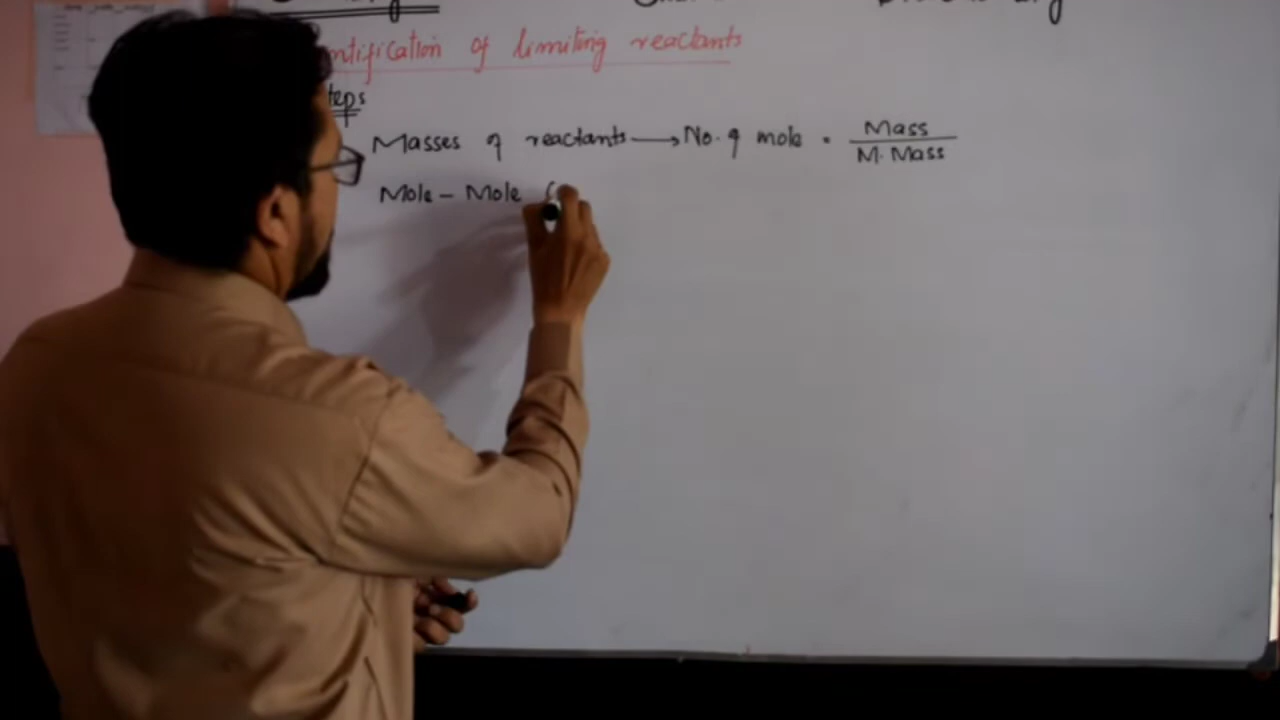 ntification of limiting reactants
teps
Masses of reactants → No. of mole = Mass / M. Mass
Mole – Mole (